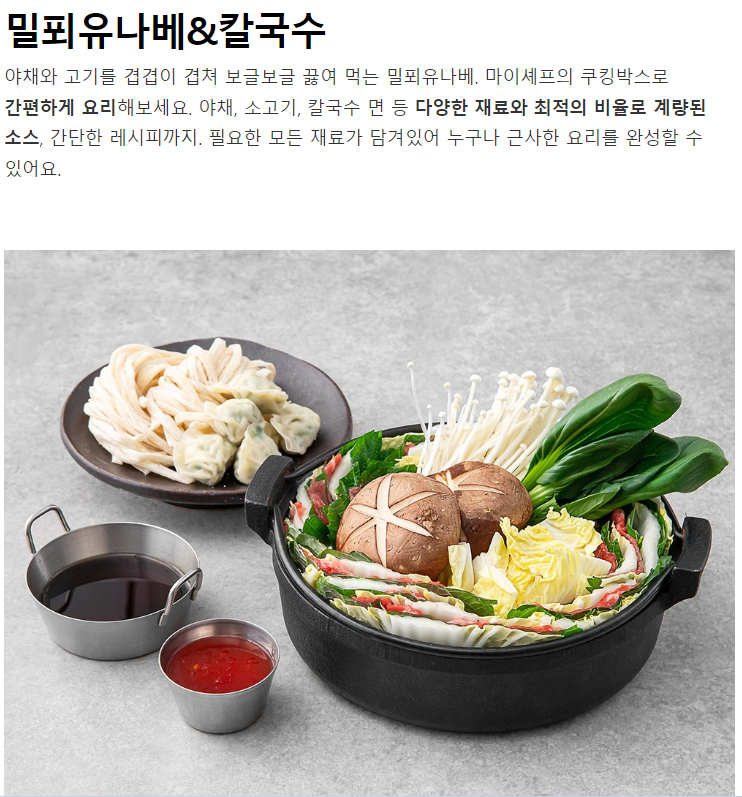 밀푀유나베&칼국수
야채와 고기를 겹겹이 겹쳐 보글보글 끓여 먹는 밀푀유나베. 마이셰프의 쿠킹박스로
간편하게 요리해보세요. 야채, 소고기, 칼국수 면 등 다양한 재료와 최적의 비율로 계량된
소스, 간단한 레시피까지. 필요한 모든 재료가 담겨있어 누구나 근사한 요리를 완성할 수
있어요.